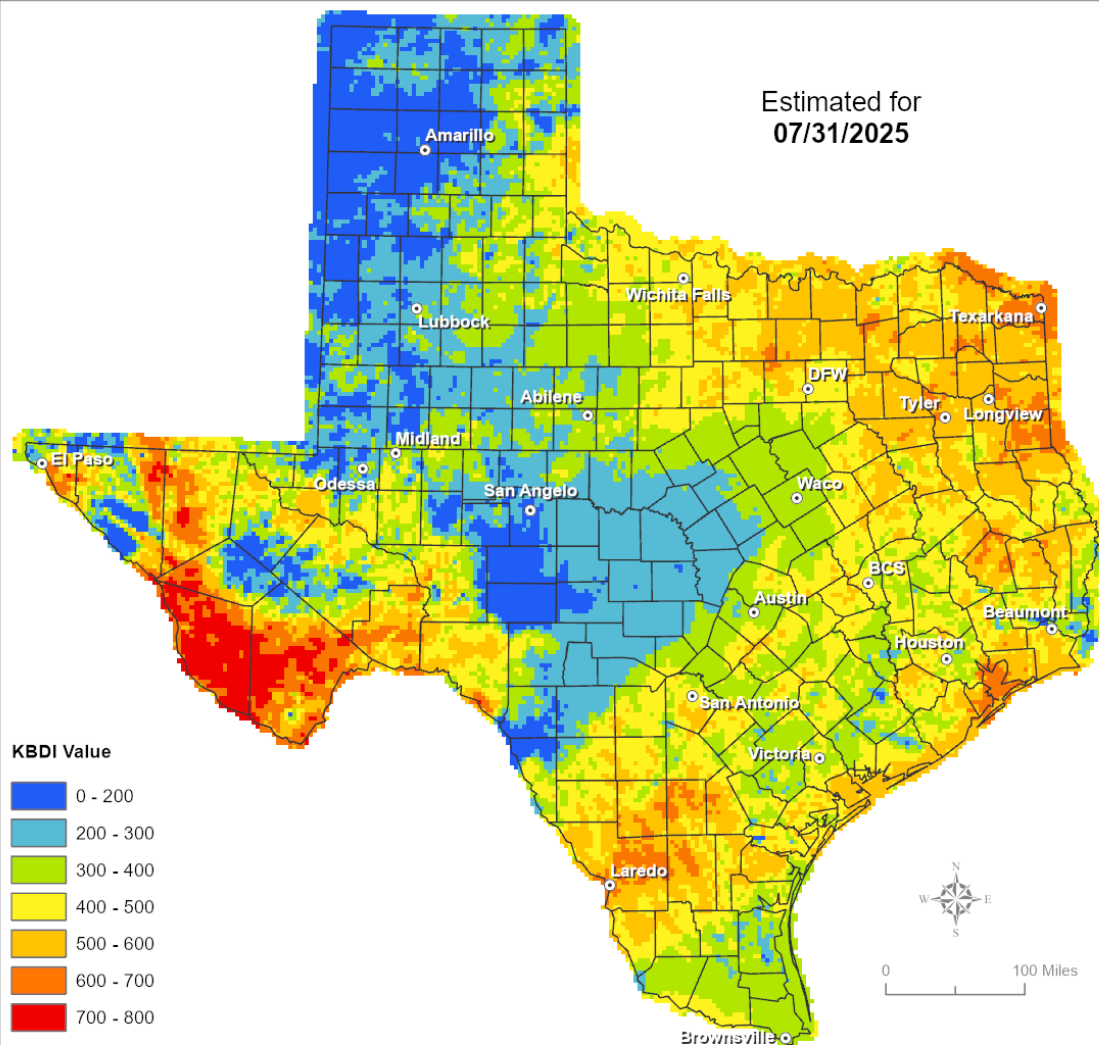 Estimated for
07/31/2025
Amarillo
Wichita Falls
Lubbock
Texarkana
DFW
Abilene
Tyler
Longview
Midland
El Paso
Odessa
San Angelo
Waco
BCS
Austin
Beaumont
Houston
San Antonio
Victoria
Laredo
Brownsville
KBDI Value
0 - 200
200 - 300
300 - 400
400 - 500
500 - 600
600 - 700
700 - 800
N
W E
S
0 100 Miles